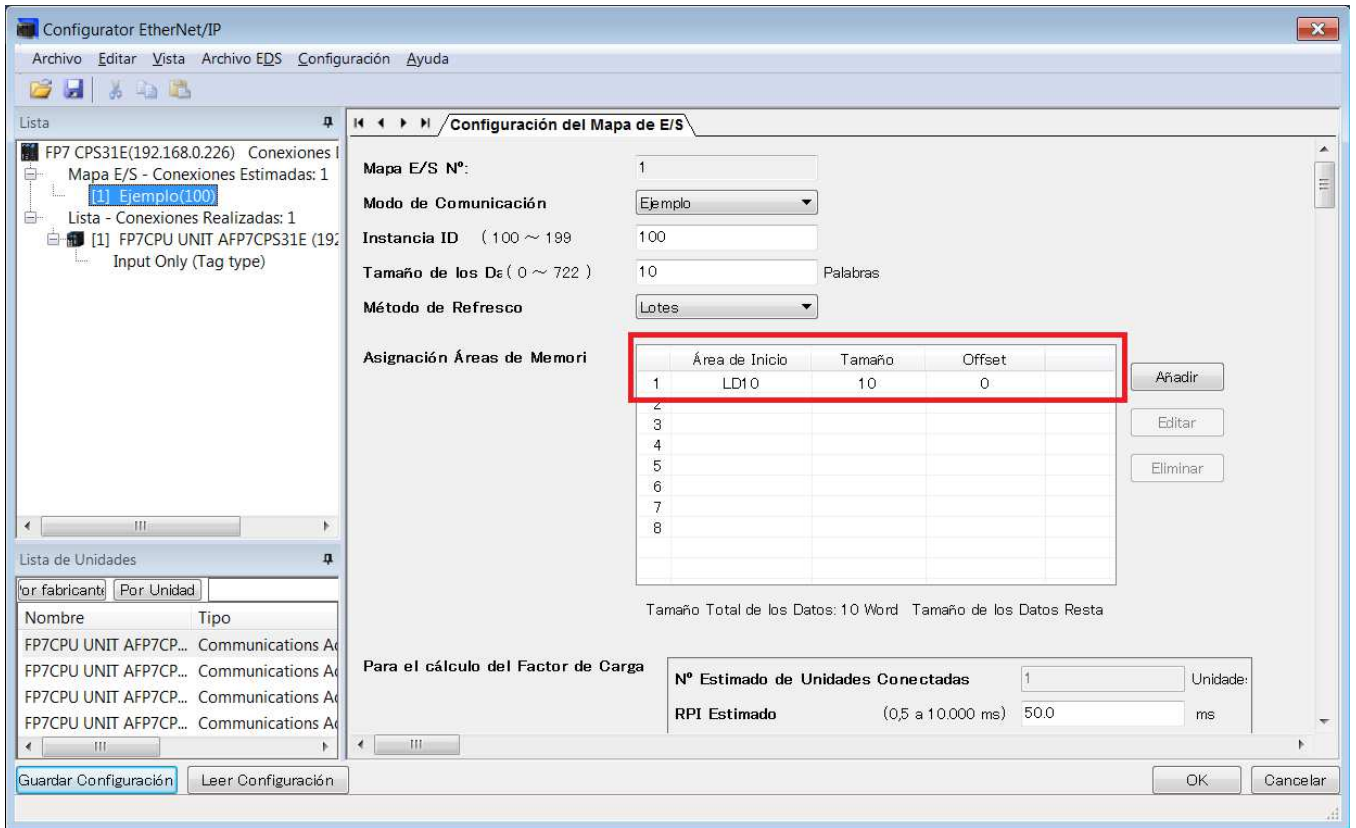 Configurator EtherNet/IP
Archivo Editar Vista Archivo EDS Configuración Ayuda
Lista
Configuración del Mapa de E/S
FP7 CPS31E(192.168.0.226) Conexiones
Mapa E/S - Conexiones Estimadas: 1
[1] Ejemplo(100)
Lista - Conexiones Realizadas: 1
[1] FP7CPU UNIT AFP7CPS31E (192
Input Only (Tag type)
Mapa E/S Nº: 1
Modo de Comunicación Ejemplo
Instancia ID (100 ~ 199 100
Tamaño de los Da( 0 ~ 722 ) 10 Palabras
Método de Refresco Lotes
Asignación Áreas de Memori
Área de Inicio Tamaño Offset
1 LD10 10 0
2
3
4
5
6
7
8
Añadir
Editar
Eliminar
Tamaño Total de los Datos: 10 Word Tamaño de los Datos Resta
Para el cálculo del Factor de Carga
Nº Estimado de Unidades Conectadas 1 Unidade
RPI Estimado (0,5 a 10.000 ms) 50.0 ms
Lista de Unidades
or fabricante Por Unidad
Nombre Tipo
FP7CPU UNIT AFP7CP... Communications Ad
FP7CPU UNIT AFP7CP... Communications Ad
FP7CPU UNIT AFP7CP... Communications Ad
FP7CPU UNIT AFP7CP... Communications Ad
Guardar Configuración Leer Configuración OK Cancelar